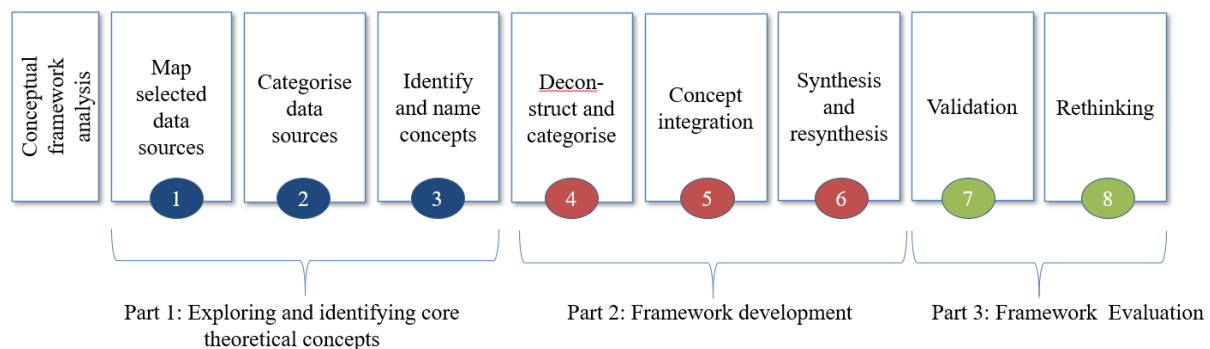 Conceptual
framework
analysis
Map
selected
data
sources
1
Categorise
data
sources
2
Identify
and name
concepts
3
Decon-
struct and
categorise
4
Concept
integration
5
Synthesis
and
resynthesis
6
Validation
7
Rethinking
8
Part 1: Exploring and identifying core
theoretical concepts
Part 2: Framework development
Part 3: Framework  Evaluation